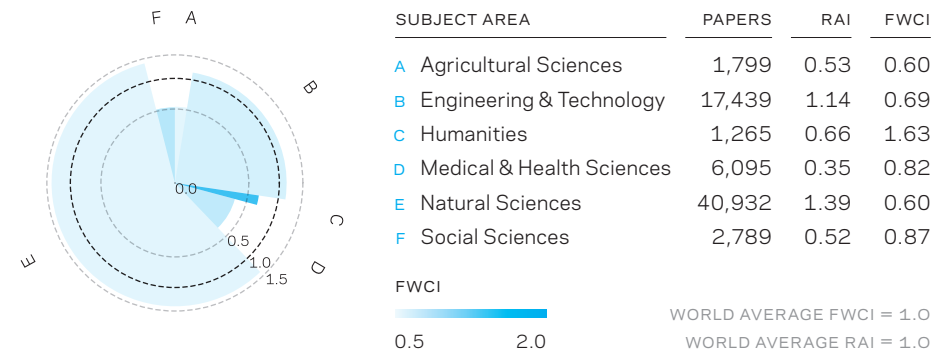 F A
B
C
D
E
0.0
0.5
1.0
1.5
SUBJECT AREA PAPERS RAI FWCI
A Agricultural Sciences 1,799 0.53 0.60
B Engineering & Technology 17,439 1.14 0.69
C Humanities 1,265 0.66 1.63
D Medical & Health Sciences 6,095 0.35 0.82
E Natural Sciences 40,932 1.39 0.60
F Social Sciences 2,789 0.52 0.87
FWCI
0.5 2.0
WORLD AVERAGE FWCI = 1.0
WORLD AVERAGE RAI = 1.0